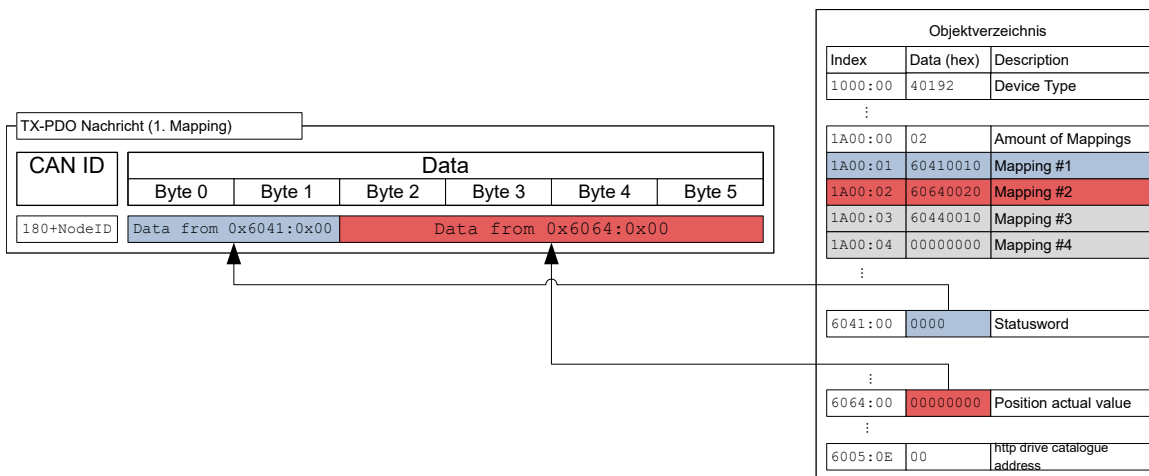 TX-PDO Nachricht (1. Mapping)
CAN ID Data
Byte 0 Byte 1 Byte 2 Byte 3 Byte 4 Byte 5
180+NodeID Data from 0x6041:0x00 Data from 0x6064:0x00
Objektverzeichnis
Index Data (hex) Description
1000:00 40192 Device Type
⋮
1A00:00 02 Amount of Mappings
1A00:01 60410010 Mapping #1
1A00:02 60640020 Mapping #2
1A00:03 60440010 Mapping #3
1A00:04 00000000 Mapping #4
⋮
6041:00 0000 Statusword
⋮
6064:00 00000000 Position actual value
⋮
6005:0E 00 http drive catalogue
address